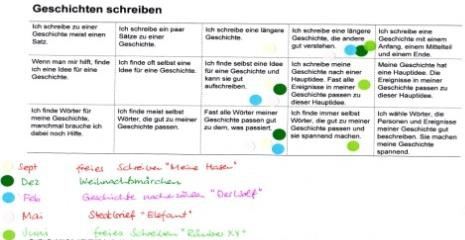 Geschichten schreiben
Ich schreibe zu einer
Geschichte meist einen
Satz.
Ich schreibe ein paar
Sätze zu einer
Geschichte.
Ich schreibe eine längere
Geschichte.
Ich schreibe eine längere
Geschichte, die andere
gut verstehen.
Ich schreibe eine
Geschichte mit einem
Anfang, einem Mittelteil
und einem Ende.
Wenn man mir hilft, finde
ich eine Idee für eine
Geschichte.
Ich finde oft selbst eine
Idee für eine Geschichte.
Ich finde selbst eine Idee
für eine Geschichte und
kann sie gut
aufschreiben.
Ich schreibe meine
Geschichte nach einer
Hauptidee. Fast alle
Ereignisse in meiner
Geschichte passen zu
dieser Hauptidee.
Meine Geschichte hat
eine Hauptidee. Die
Ereignisse in meiner
Geschichte passen zu
dieser Hauptidee.
Ich finde Wörter für
meine Geschichte,
manchmal brauche ich
dabei noch Hilfe.
Ich finde meist selbst
Wörter, die gut zu meiner
Geschichte passen.
Fast alle Wörter meiner
Geschichte passen gut
zu dem, was passiert.
Ich finde immer selbst
Wörter, die gut zu meiner
Geschichte passen und
sie spannend machen.
Ich wähle Wörter, die
Personen und Ereignisse
meiner Geschichte gut
beschreiben. Sie machen
meine Geschichte
spannend.
Sept freies Schreiben "Meine Hasen"
Dez Weihnachtsmärchen
Feb Geschichte nacherzählen "Der Wolf"
Mai Steckbrief "Elefant"
Juni freies Schreiben "Räuber XY"